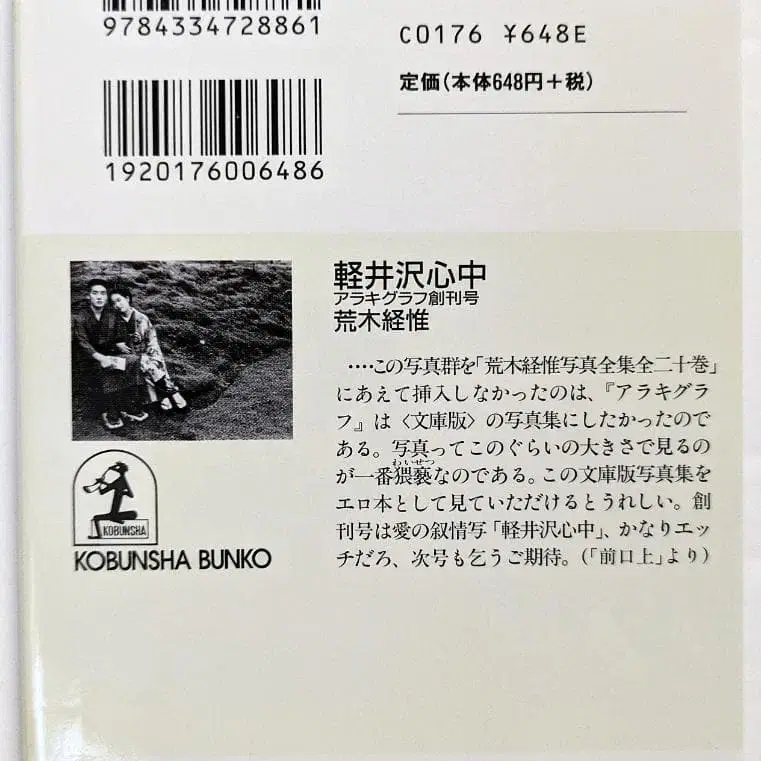 9784334728861
C0176 ¥648E
定価(本体648円+税)
1920176006486
軽井沢心中
アラキグラフ創刊号
荒木経惟
‥‥この写真群を「荒木経惟写真全集全二十巻」
にあえて挿入しなかったのは、『アラキグラ
フ』は〈文庫版〉の写真集にしたかったので
ある。写真ってこのぐらいの大きさで見るの
わいせつ
が一番猥褻なのである。この文庫版写真集を
エロ本として見ていただけるとうれしい。創
刊号は愛の叙情写「軽井沢心中」、かなりエッ
チだろ、次号も乞うご期待。(「前口上」より)
KOBUNSHA
KOBUNSHA BUNKO